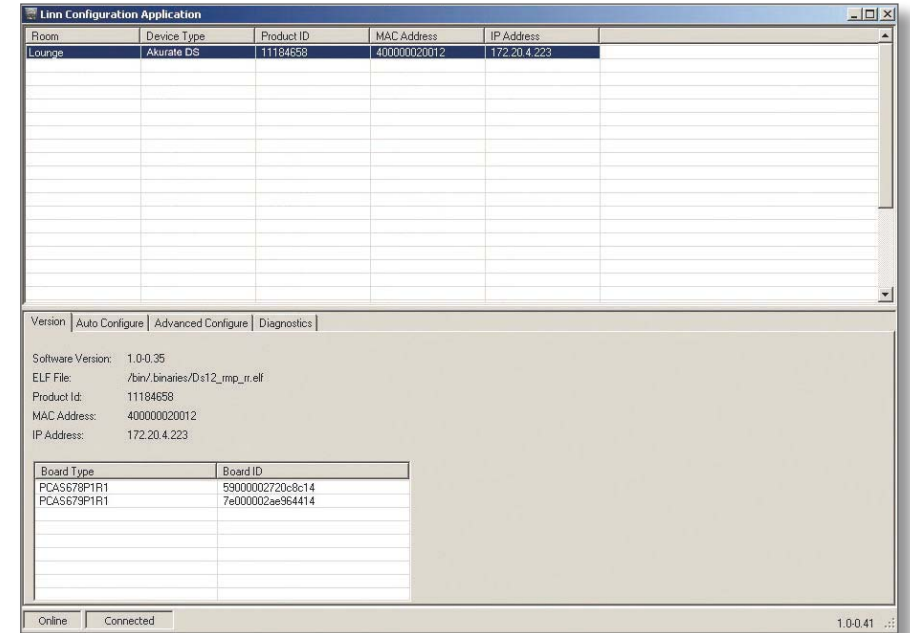 Linn Configuration Application
Room Device Type Product ID MAC Address IP Address
Lounge Akurate DS 11184658 400000020012 172.20.4.223
Version Auto Configure Advanced Configure Diagnostics
Software Version: 1.0-0.35
ELF File: /bin/.binaries/Ds12_rmp_rr.elf
Product Id: 11184658
MAC Address: 400000020012
IP Address: 172.20.4.223
Board Type Board ID
PCAS678P1R1 59000002720c8c14
PCAS679P1R1 7e000002ae964414
Online Connected 1.0-0.41